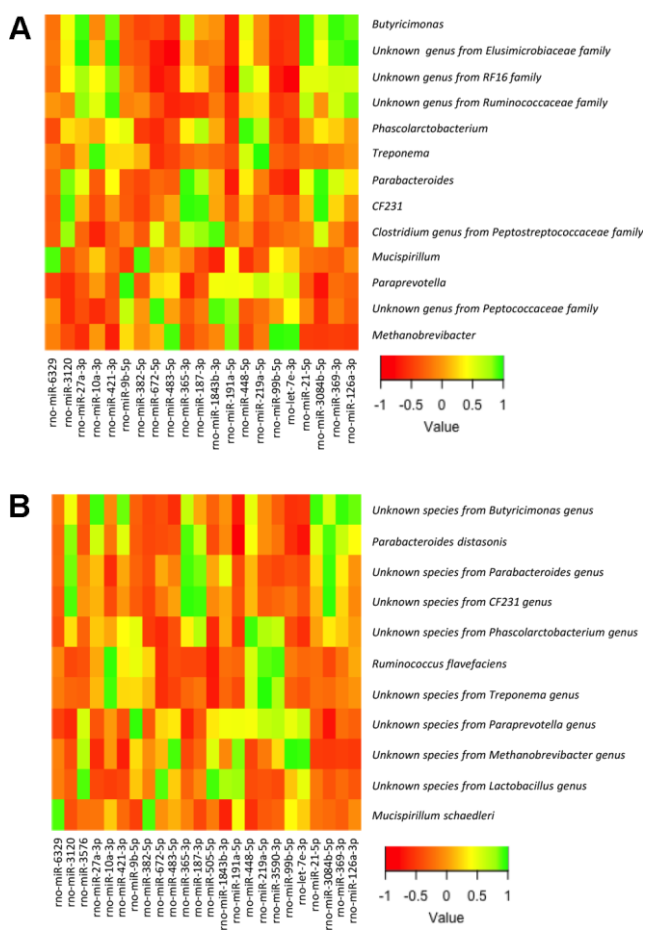 A
Butyricimonas
Unknown genus from Elusimicrobiaceae family
Unknown genus from RF16 family
Unknown genus from Ruminococcaceae family
Phascolarctobacterium
Treponema
Parabacteroides
CF231
Clostridium genus from Peptostreptococcaceae family
Mucispirillum
Paraprevotella
Unknown genus from Peptococcaceae family
Methanobrevibacter
rno-miR-6329
rno-miR-3120
rno-miR-27a-3p
rno-miR-10a-3p
rno-miR-421-3p
rno-miR-9b-5p
rno-miR-382-5p
rno-miR-672-5p
rno-miR-483-5p
rno-miR-365-3p
rno-miR-187-3p
rno-miR-1843b-3p
rno-miR-191a-5p
rno-miR-448-5p
rno-miR-219a-5p
rno-miR-99b-5p
rno-let-7e-3p
rno-miR-21-5p
rno-miR-3084b-5p
rno-miR-369-3p
rno-miR-126a-3p
-1 -0.5 0 0.5 1
Value
B
Unknown species from Butyricimonas genus
Parabacteroides distasonis
Unknown species from Parabacteroides genus
Unknown species from CF231 genus
Unknown species from Phascolarctobacterium genus
Ruminococcus flavefaciens
Unknown species from Treponema genus
Unknown species from Paraprevotella genus
Unknown species from Methanobrevibacter genus
Unknown species from Lactobacillus genus
Mucispirillum schaedleri
rno-miR-6329
rno-miR-3120
rno-miR-3576
rno-miR-27a-3p
rno-miR-10a-3p
rno-miR-421-3p
rno-miR-9b-5p
rno-miR-382-5p
rno-miR-672-5p
rno-miR-483-5p
rno-miR-365-3p
rno-miR-187-3p
rno-miR-505-5p
rno-miR-1843b-3p
rno-miR-191a-5p
rno-miR-448-5p
rno-miR-219a-5p
rno-miR-3590-3p
rno-miR-99b-5p
rno-let-7e-3p
rno-miR-21-5p
rno-miR-3084b-5p
rno-miR-369-3p
rno-miR-126a-3p
-1 -0.5 0 0.5 1
Value